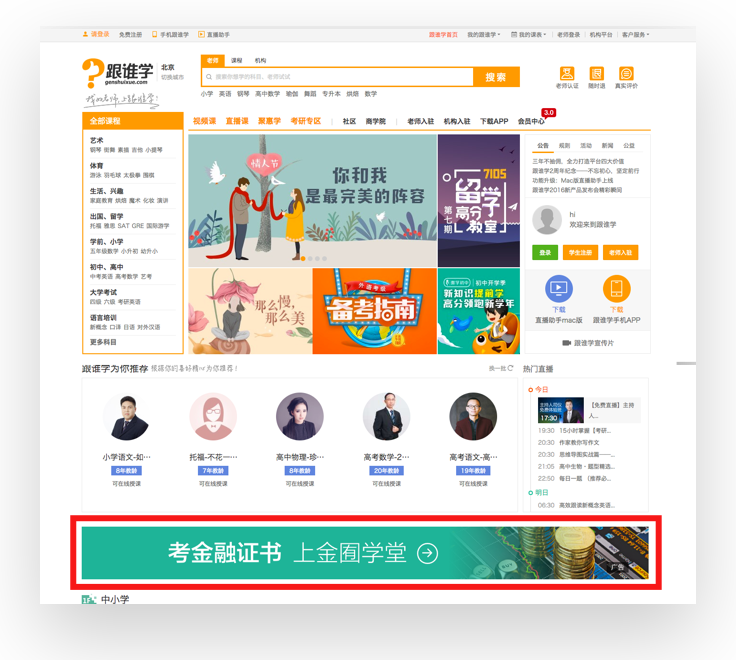 请登录 免费注册 手机跟谁学 直播助手
跟谁学首页 我的跟谁学 我的课表 老师登录 机构平台 客户服务
跟谁学
genshuixue.com
北京
切换城市
我的老师,上跟谁学!
老师 课程 机构
搜索你想学的科目、老师试试
搜索
小学 英语 钢琴 高中数学 瑜伽 舞蹈 专升本 烘焙 数学
老师认证 随时退 真实评价
全部课程
视频课 直播课 聚惠学 考研专区 社区 商学院 老师入驻 机构入驻 下载APP 会员中心
3.0
艺术
钢琴 街舞 素描 吉他 小提琴
体育
游泳 羽毛球 太极拳 围棋
生活、兴趣
家庭教育 烘焙 魔术 化妆 演讲
出国、留学
托福 雅思 SAT GRE 国际游学
学前、小学
五年级数学 小升初 幼升小
初中、高中
中考英语 高考数学 艺考
大学考试
四级 六级 考研英语
语言培训
新概念 口译 日语 对外汉语
更多科目
情人节
你和我
是最完美的阵容
7105
留学
高分
教室
第七期
公告 规则 活动 新闻 公益
三年不抽佣，全力打造平台四大价值
跟谁学2周年纪念——不忘初心，坚定前行
功能升级：Mac版直播助手上线
跟谁学2016新产品发布会精彩瞬间
hi
欢迎来到跟谁学
登录 学生注册 老师入驻
那么慢，
那么美
外滩考级
备考指南
初中开学季
新知识提前学
高分领跑新学年
下载
直播助手mac版
下载
跟谁学手机APP
跟谁学宣传片
跟谁学为你推荐 根据你的喜好精心为你推荐!
换一批
热门直播
小学语文-如…
8年教龄
可在线授课
托福-不花一…
7年教龄
可在线授课
高中物理-珍…
8年教龄
可在线授课
高考数学-2…
20年教龄
可在线授课
高考语文-高…
19年教龄
可在线授课
今日
17:30
【免费直播】主持
人...
19:30 15小时掌握【考研...
20:30 作家教你写作文
20:30 思维导图实战篇——...
21:05 高中生物·题型精选...
22:50 每日一题 （推荐必...
明日
06:30 高效跟读新概念英语...
考金融证书 上金囿学堂
广告
中小学